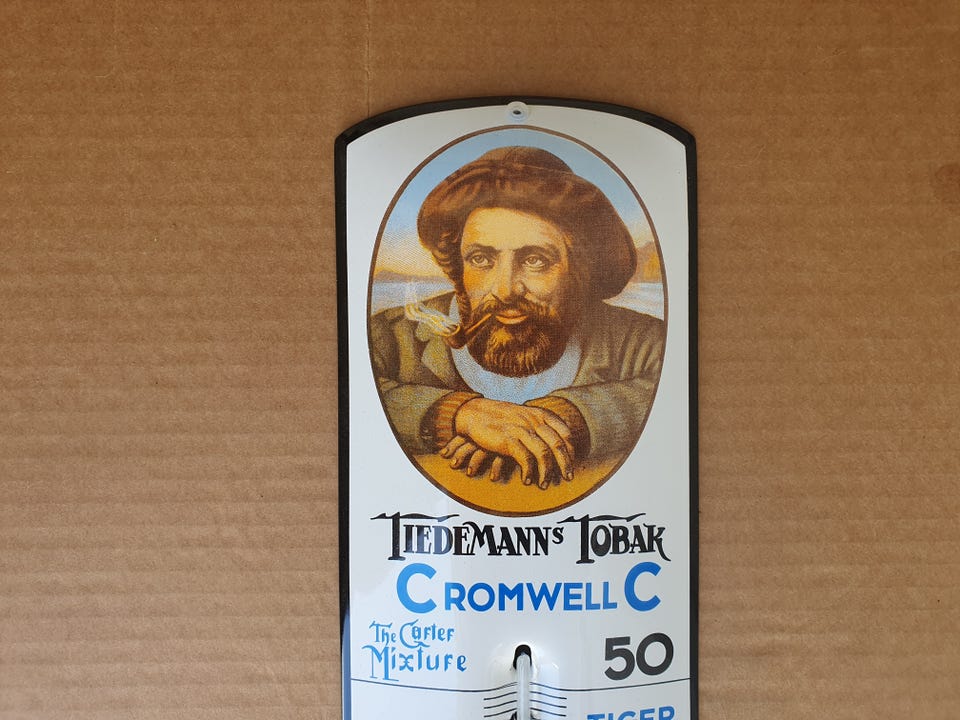 TIEDEMANNS TOBAK
CROMWELL C
The Carter
Mixture
50
TIGER